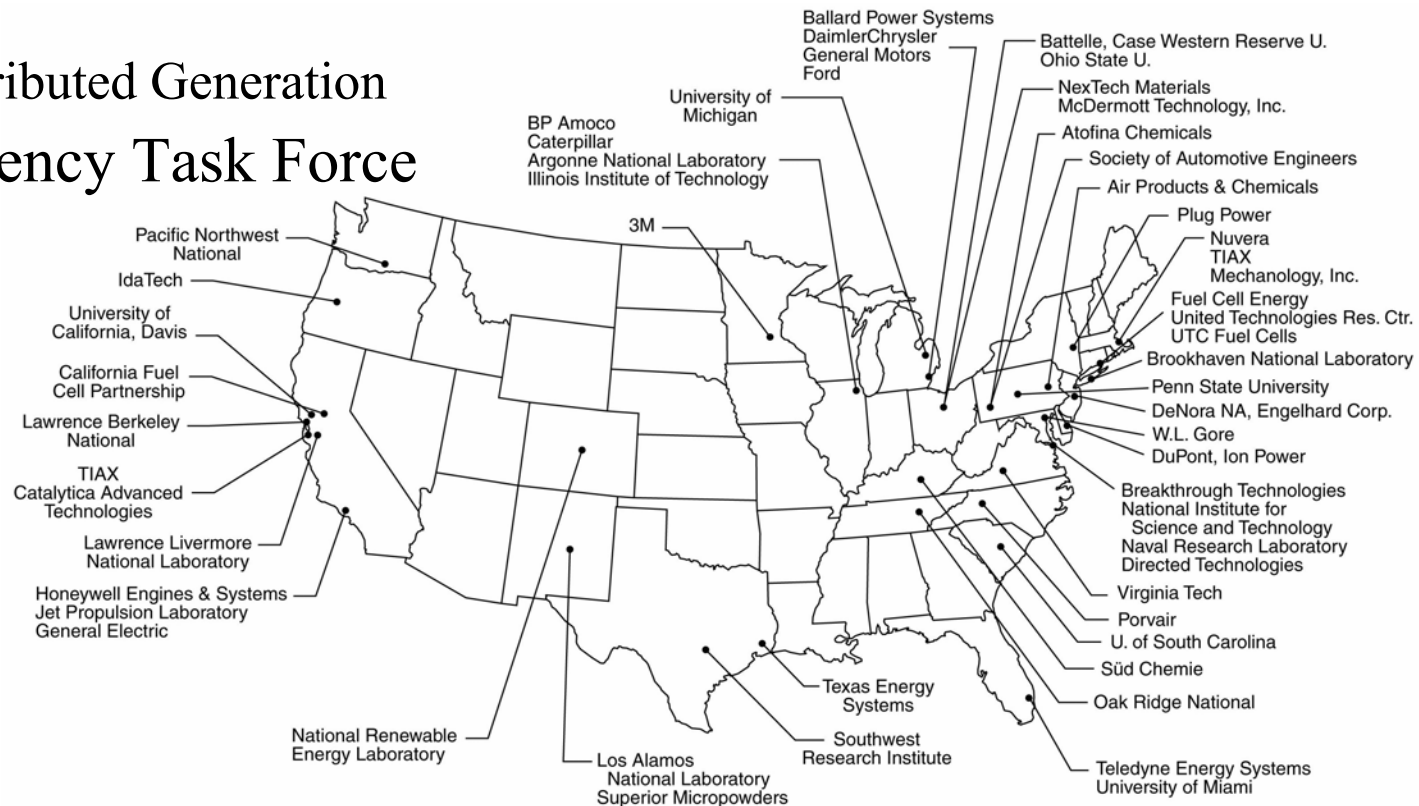 Ballard Power Systems
DaimlerChrysler
General Motors
Ford
Battelle, Case Western Reserve U.
Ohio State U.
ributed Generation
ency Task Force
University of
Michigan
NexTech Materials
McDermott Technology, Inc.
BP Amoco
Caterpillar
Argonne National Laboratory
Illinois Institute of Technology
Atofina Chemicals
Society of Automotive Engineers
Air Products & Chemicals
Plug Power
3M
Nuvera
TIAX
Mechanology, Inc.
Pacific Northwest
National
IdaTech
University of
California, Davis
California Fuel
Cell Partnership
Lawrence Berkeley
National
TIAX
Catalytica Advanced
Technologies
Lawrence Livermore
National Laboratory
Honeywell Engines & Systems
Jet Propulsion Laboratory
General Electric
Fuel Cell Energy
United Technologies Res. Ctr.
UTC Fuel Cells
Brookhaven National Laboratory
Penn State University
DeNora NA, Engelhard Corp.
W.L. Gore
DuPont, Ion Power
Breakthrough Technologies
National Institute for
Science and Technology
Naval Research Laboratory
Directed Technologies
Virginia Tech
Porvair
U. of South Carolina
Süd Chemie
Oak Ridge National
Texas Energy
Systems
Southwest
Research Institute
National Renewable
Energy Laboratory
Los Alamos
National Laboratory
Superior Micropowders
Teledyne Energy Systems
University of Miami